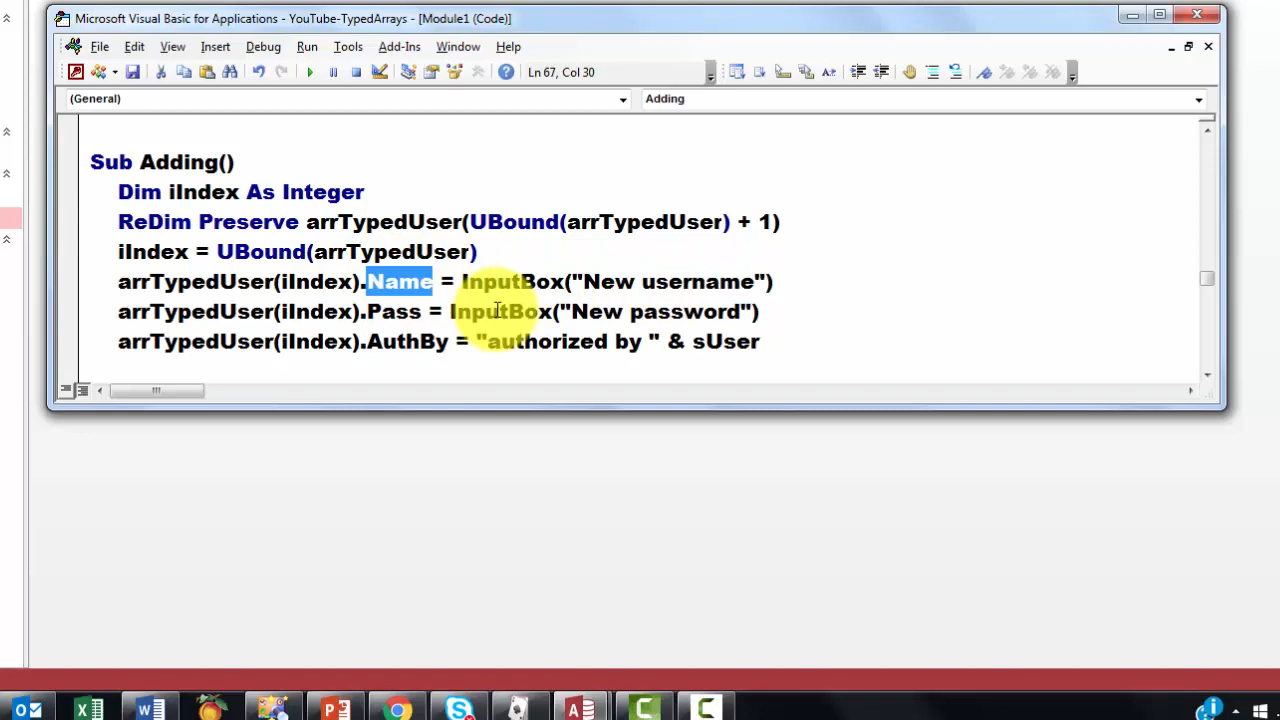 Microsoft Visual Basic for Applications - YouTube-TypedArrays - [Module1 (Code)]
File Edit View Insert Debug Run Tools Add-Ins Window Help
Ln 67, Col 30
(General) Adding
Sub Adding()
Dim iIndex As Integer
ReDim Preserve arrTypedUser(UBound(arrTypedUser) + 1)
iIndex = UBound(arrTypedUser)
arrTypedUser(iIndex).Name = InputBox("New username")
arrTypedUser(iIndex).Pass = InputBox("New password")
arrTypedUser(iIndex).AuthBy = "authorized by " & sUser